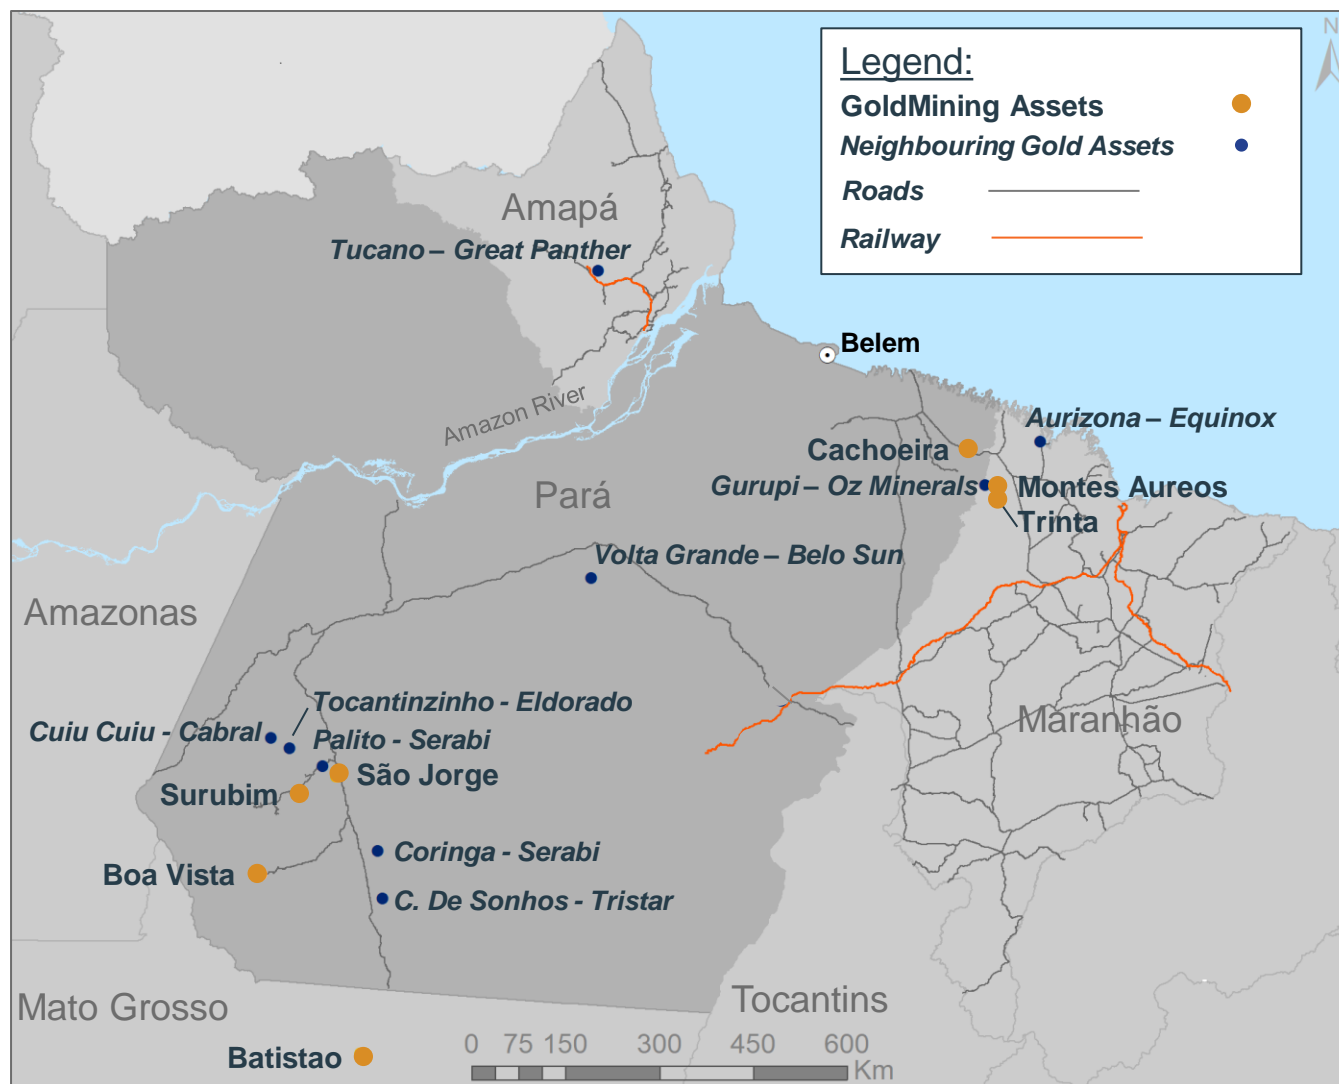 N
Legend:
GoldMining Assets
Neighbouring Gold Assets
Roads
Railway
Amapá
Tucano – Great Panther
Belem
Amazon River
Aurizona – Equinox
Cachoeira
Gurupi – Oz Minerals
Montes Aureos
Trinta
Pará
Volta Grande – Belo Sun
Amazonas
Tocantinzinho - Eldorado
Cuiu Cuiu - Cabral
Palito - Serabi
Maranhão
São Jorge
Surubim
Coringa - Serabi
Boa Vista
C. De Sonhos - Tristar
Mato Grosso
Tocantins
Batistao
0 75 150 300 450 600
Km